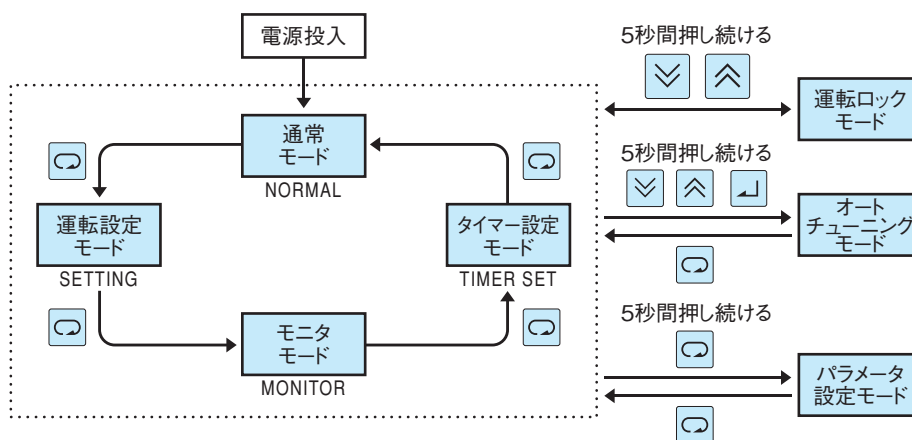 電源投入
通常
モード
NORMAL
運転設定
モード
SETTING
タイマー設定
モード
TIMER SET
モニタ
モード
MONITOR
5秒間押し続ける
運転ロック
モード
5秒間押し続ける
オート
チューニング
モード
5秒間押し続ける
パラメータ
設定モード